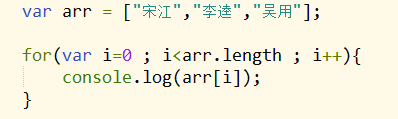 var arr = ["宋江","李逵","吴用"];
for(var i=0 ; i<arr.length ; i++){
    console.log(arr[i]);
}